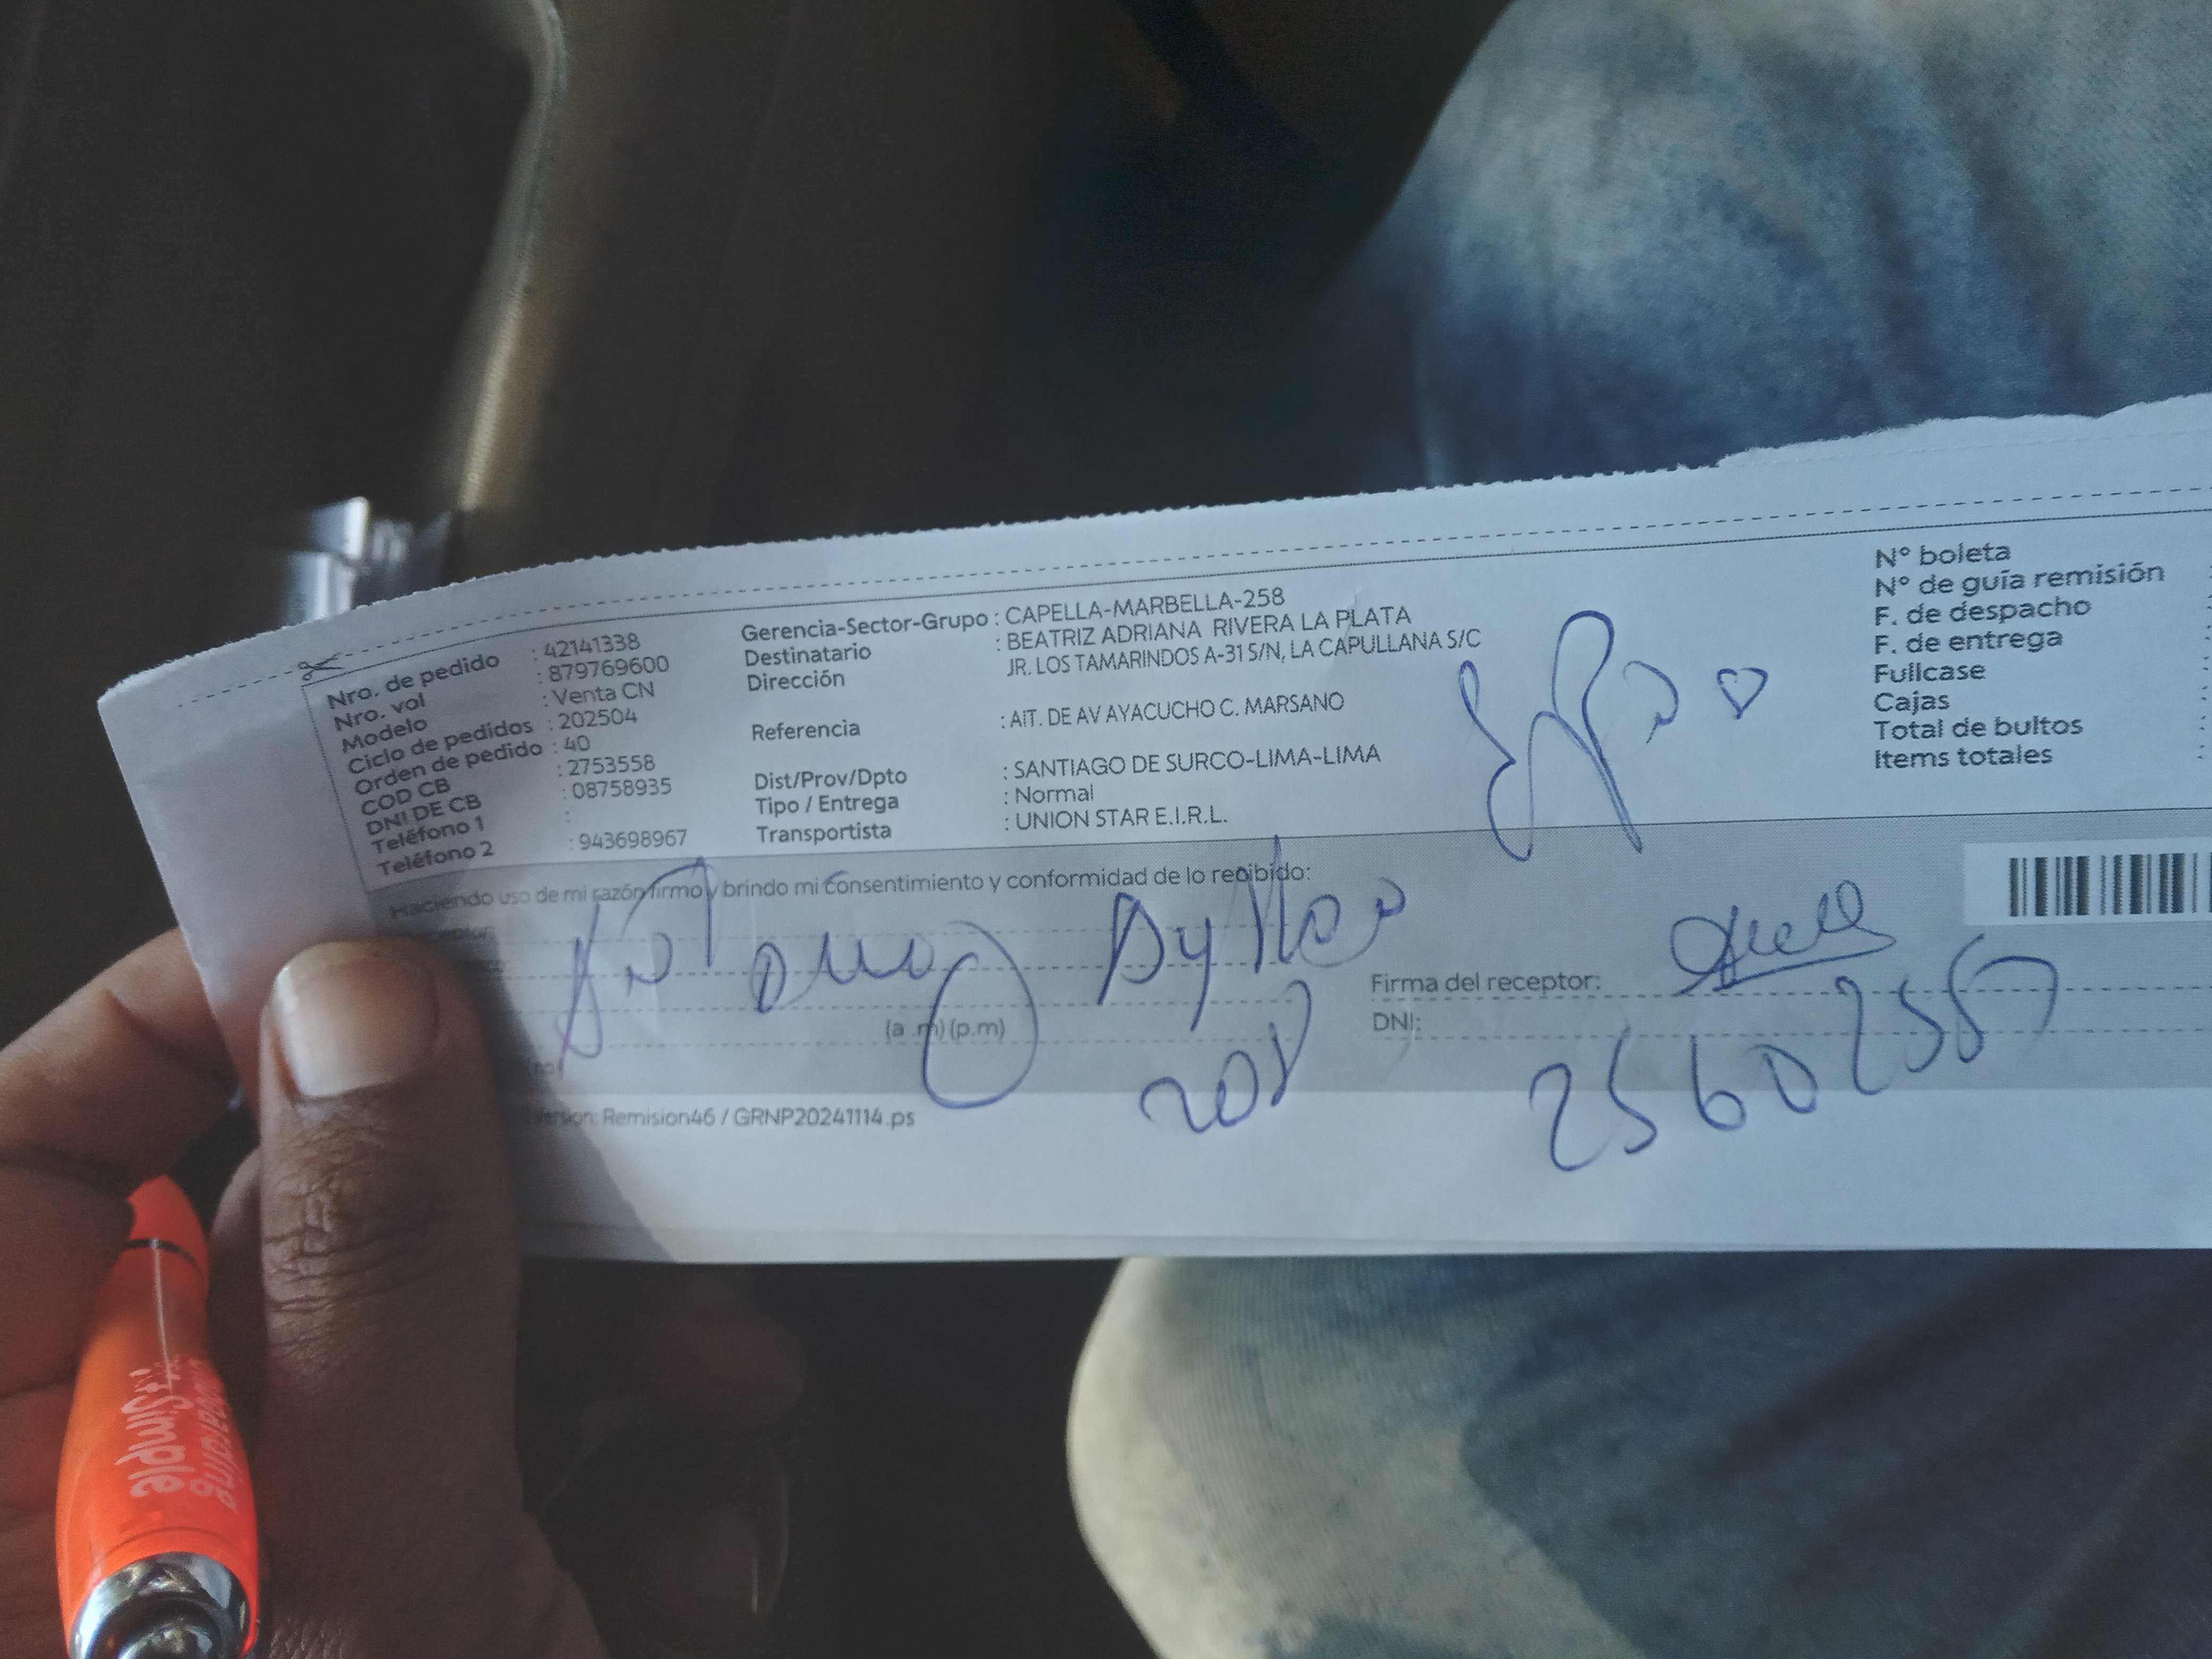 Nro. de pedido : 42141338
Nro. vol : 879769600
Modelo : Venta CN
Ciclo de pedidos : 202504
Orden de pedido : 40
COD CB : 2753558
DNI DE CB : 08758935
Teléfono 1 :
Teléfono 2 : 943698967
Gerencia-Sector-Grupo : CAPELLA-MARBELLA-258
Destinatario : BEATRIZ ADRIANA RIVERA LA PLATA
Dirección JR. LOS TAMARINDOS A-31 S/N, LA CAPULLANA S/C
Referencia : AIT. DE AV AYACUCHO C. MARSANO
Dist/Prov/Dpto : SANTIAGO DE SURCO-LIMA-LIMA
Tipo / Entrega : Normal
Transportista : UNION STAR E.I.R.L.
N° boleta
N° de guía remisión :
F. de despacho :
F. de entrega :
Fullcase :
Cajas :
Total de bultos :
Items totales :
Haciendo uso de mi razón firmo y brindo mi consentimiento y conformidad de lo recibido:
(a .m) (p.m)
208
Firma del receptor:
DNI: 25602557
versión: Remision46 / GRNP20241114.ps
Simple